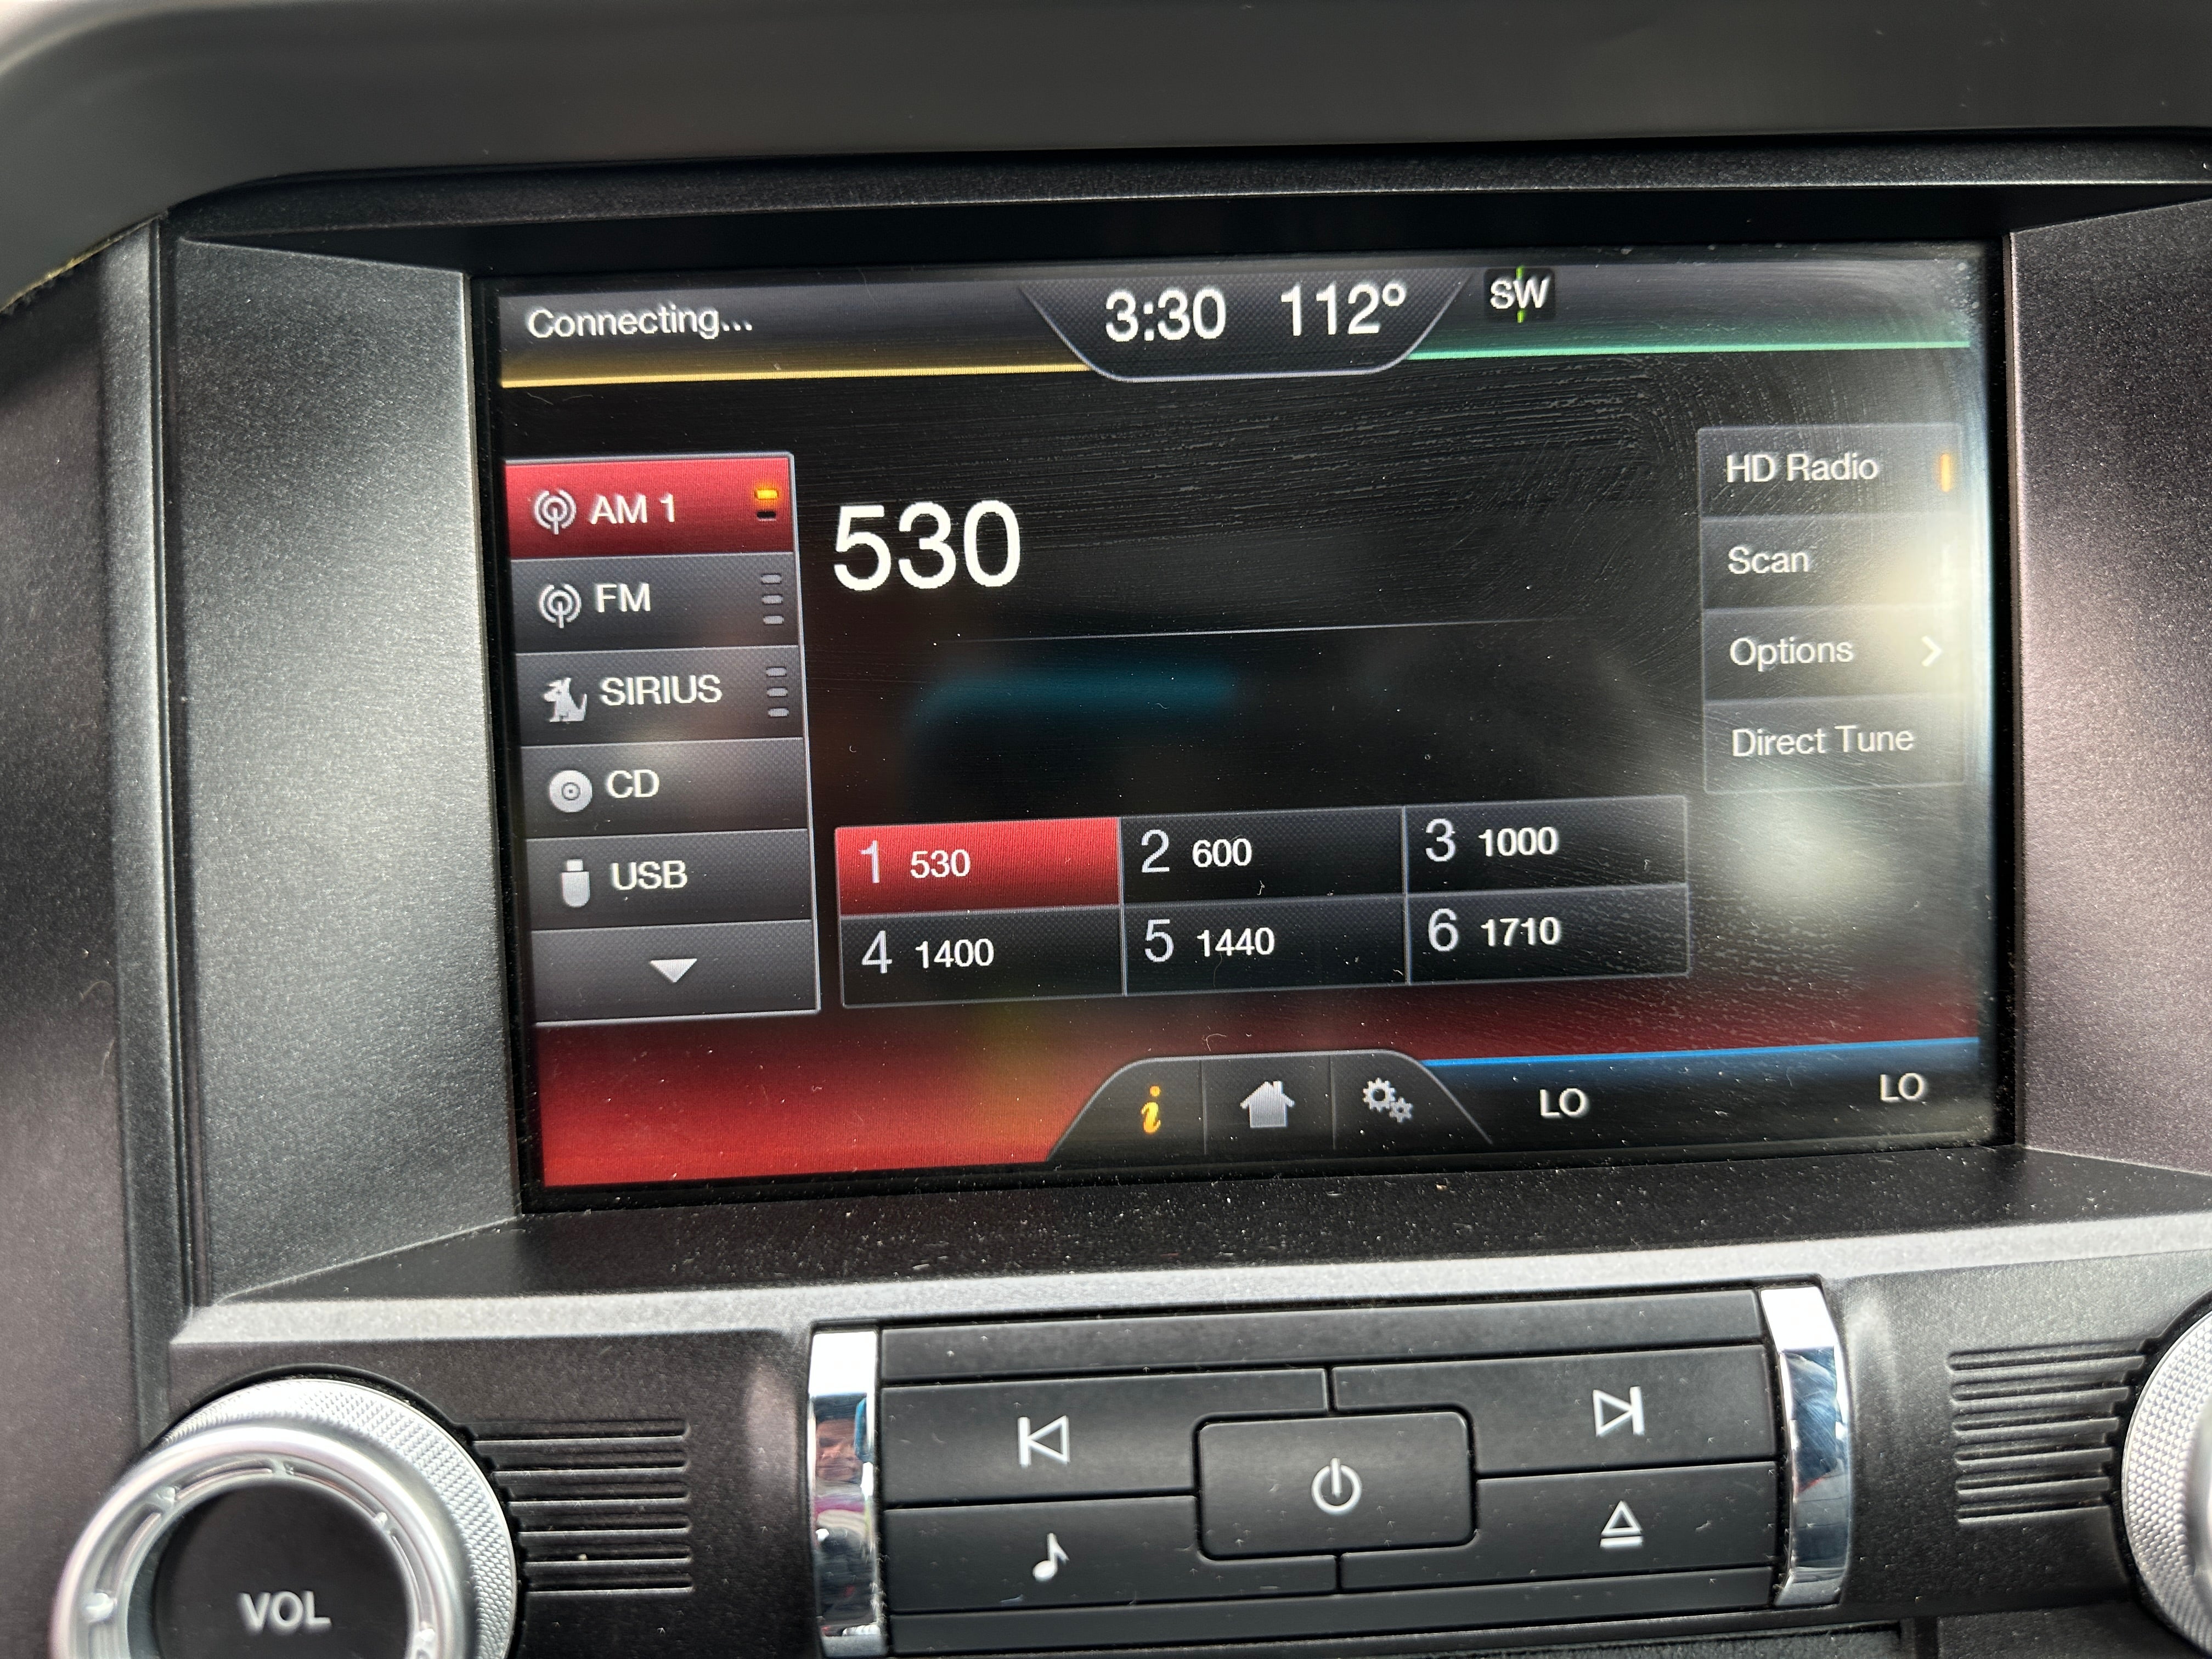 Connecting...
3:30 112°
SW
AM 1
FM
SIRIUS
CD
USB
530
HD Radio
Scan
Options
Direct Tune
1 530
2 600
3 1000
4 1400
5 1440
6 1710
i
LO
LO
VOL